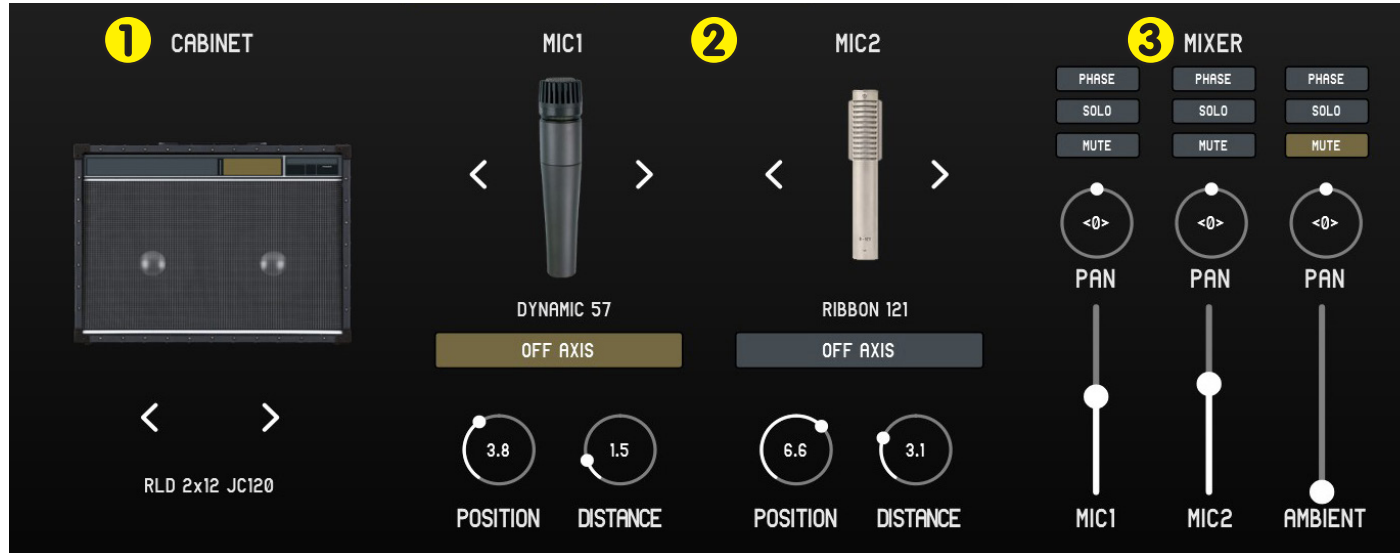 1 CABINET
MIC1
2
MIC2
3 MIXER
PHASE PHASE PHASE
SOLO SOLO SOLO
MUTE MUTE MUTE
<0> <0> <0>
PAN PAN PAN
DYNAMIC 57
RIBBON 121
OFF AXIS
OFF AXIS
3.8 1.5
6.6 3.1
RLD 2x12 JC120
POSITION DISTANCE
POSITION DISTANCE
MIC1 MIC2 AMBIENT